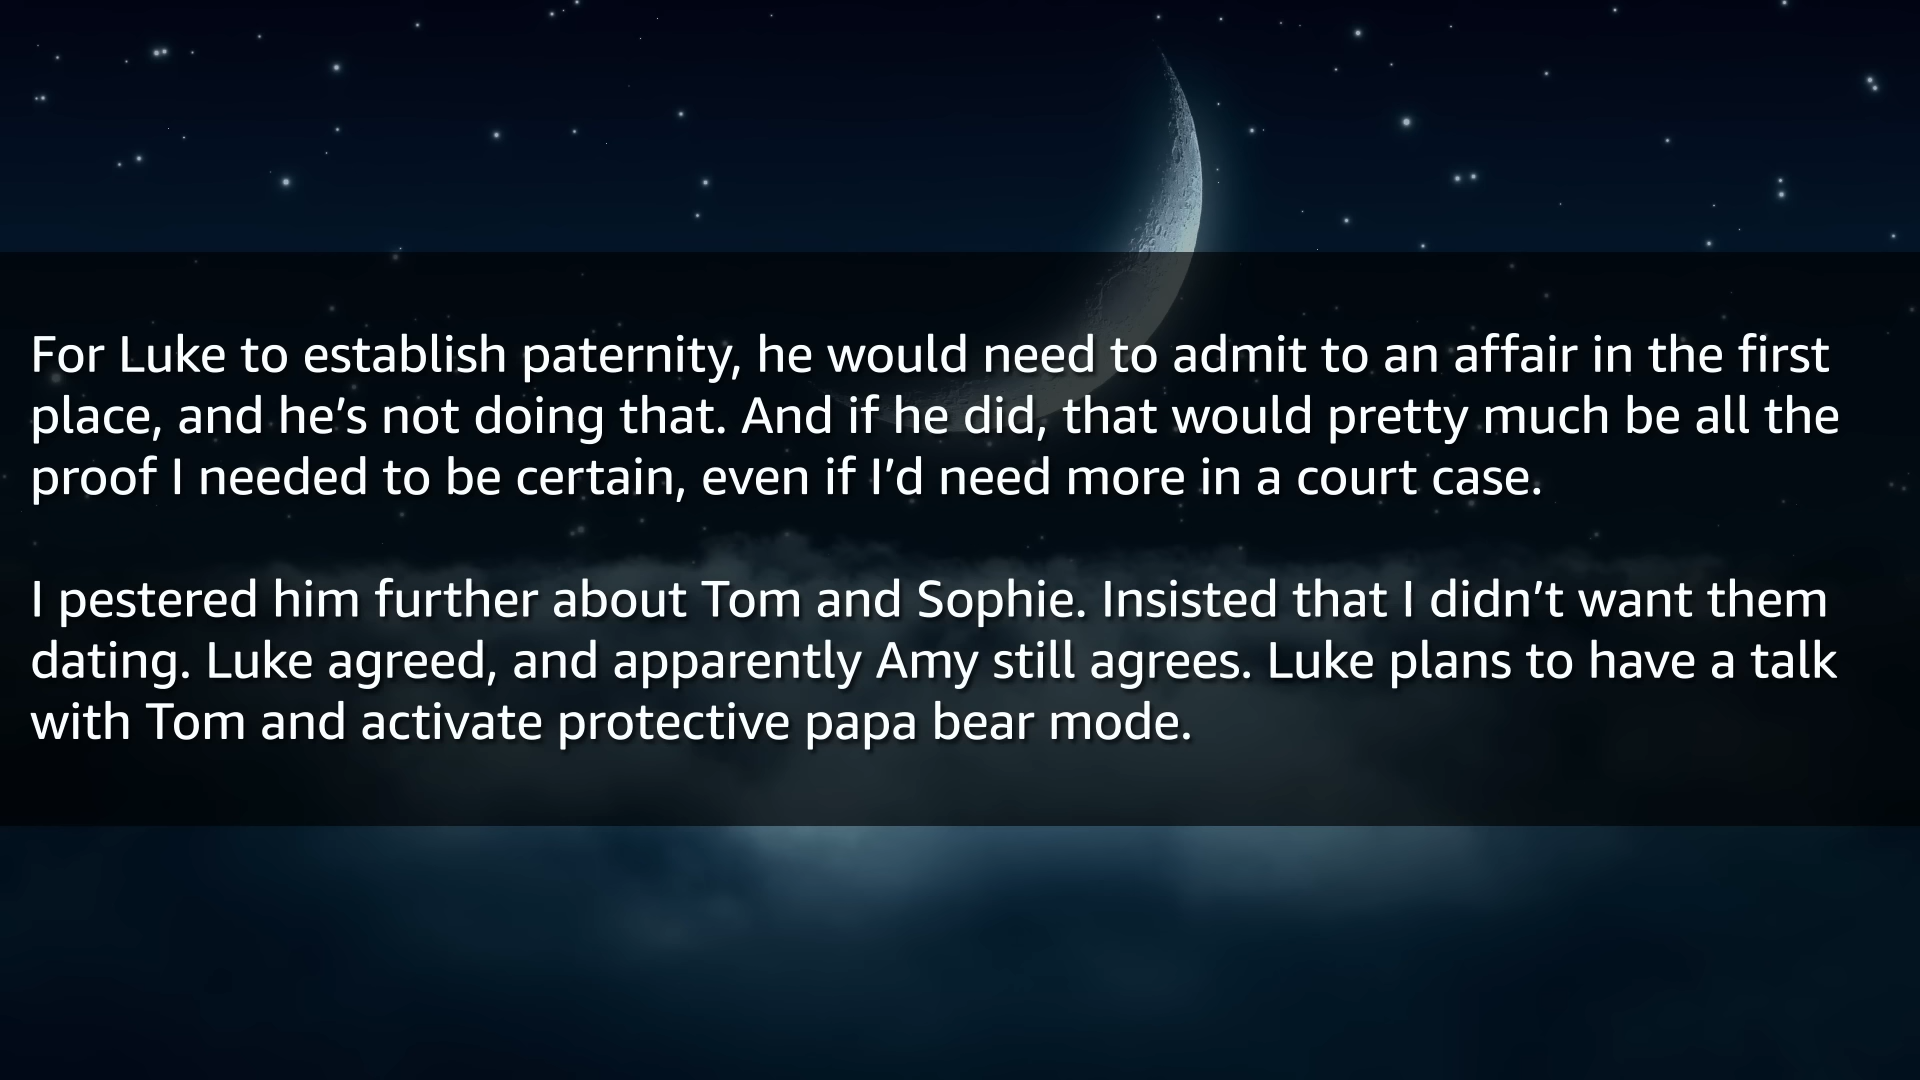 For Luke to establish paternity, he would need to admit to an affair in the first
place, and he’s not doing that. And if he did, that would pretty much be all the
proof I needed to be certain, even if I’d need more in a court case.
I pestered him further about Tom and Sophie. Insisted that I didn’t want them
dating. Luke agreed, and apparently Amy still agrees. Luke plans to have a talk
with Tom and activate protective papa bear mode.